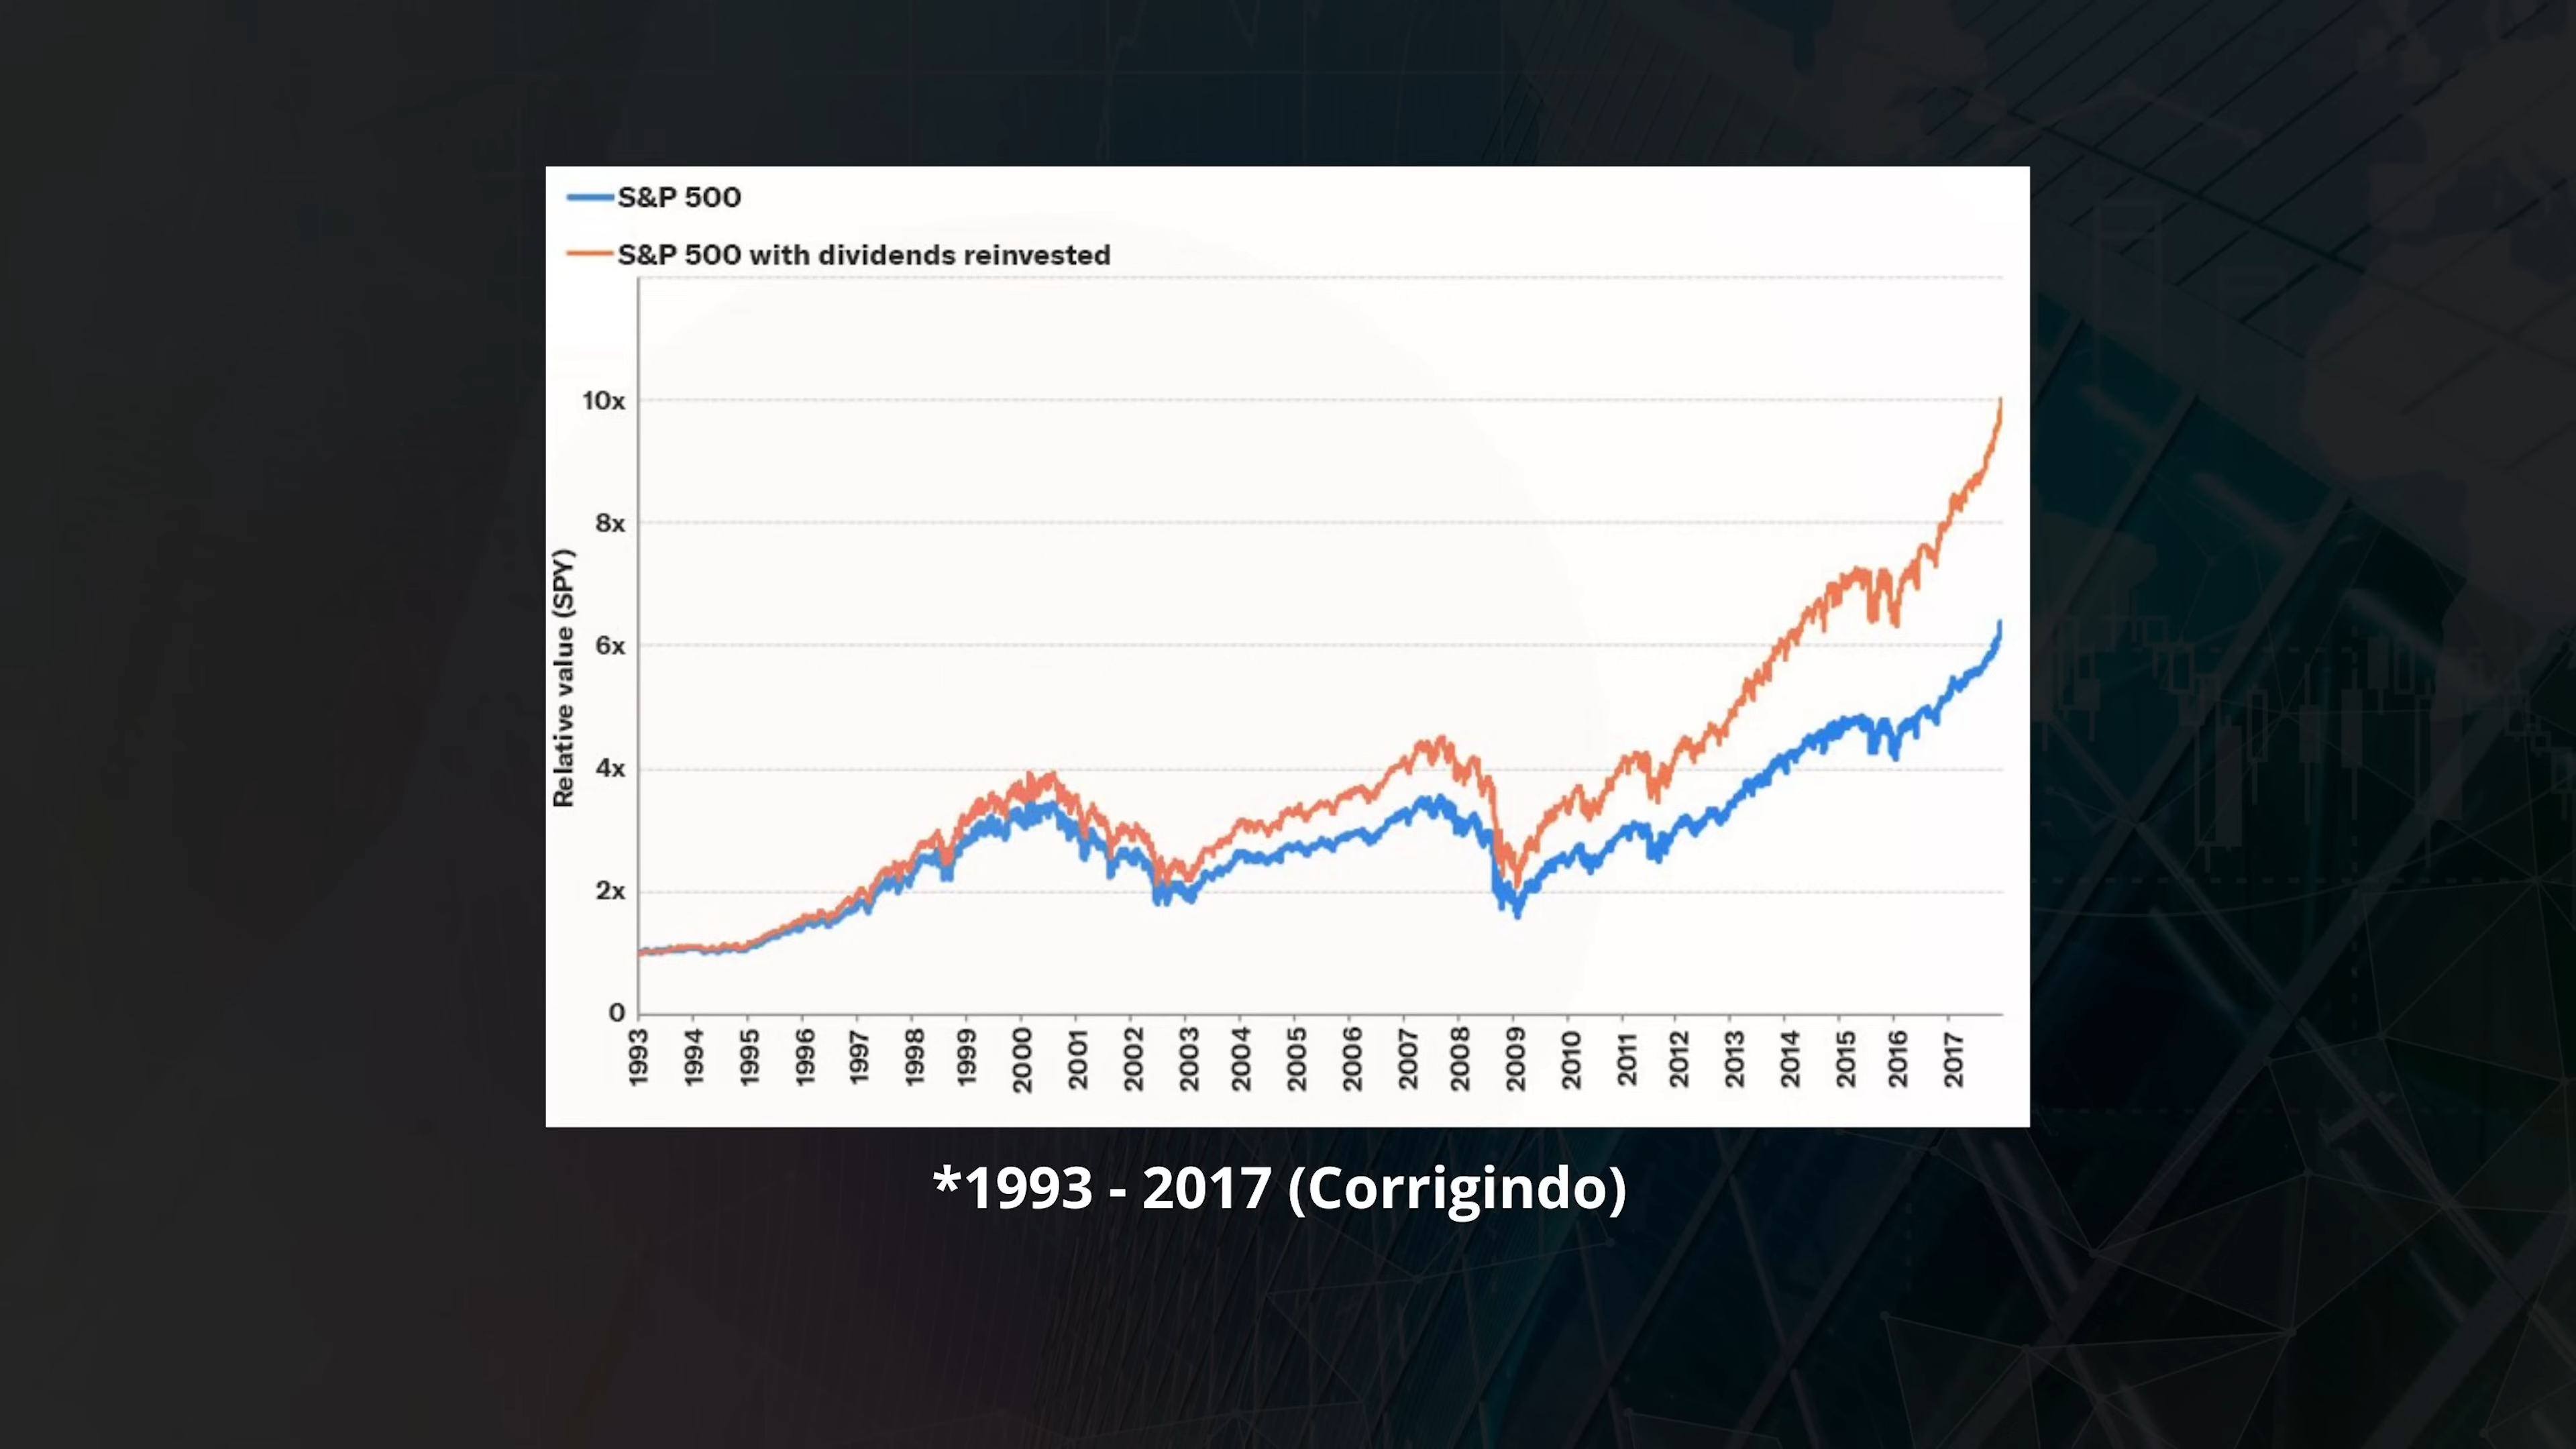 S&P 500
S&P 500 with dividends reinvested
Relative value (SPY)
10x
8x
6x
4x
2x
0
1993 1994 1995 1996 1997 1998 1999 2000 2001 2002 2003 2004 2005 2006 2007 2008 2009 2010 2011 2012 2013 2014 2015 2016 2017
*1993 - 2017 (Corrigindo)